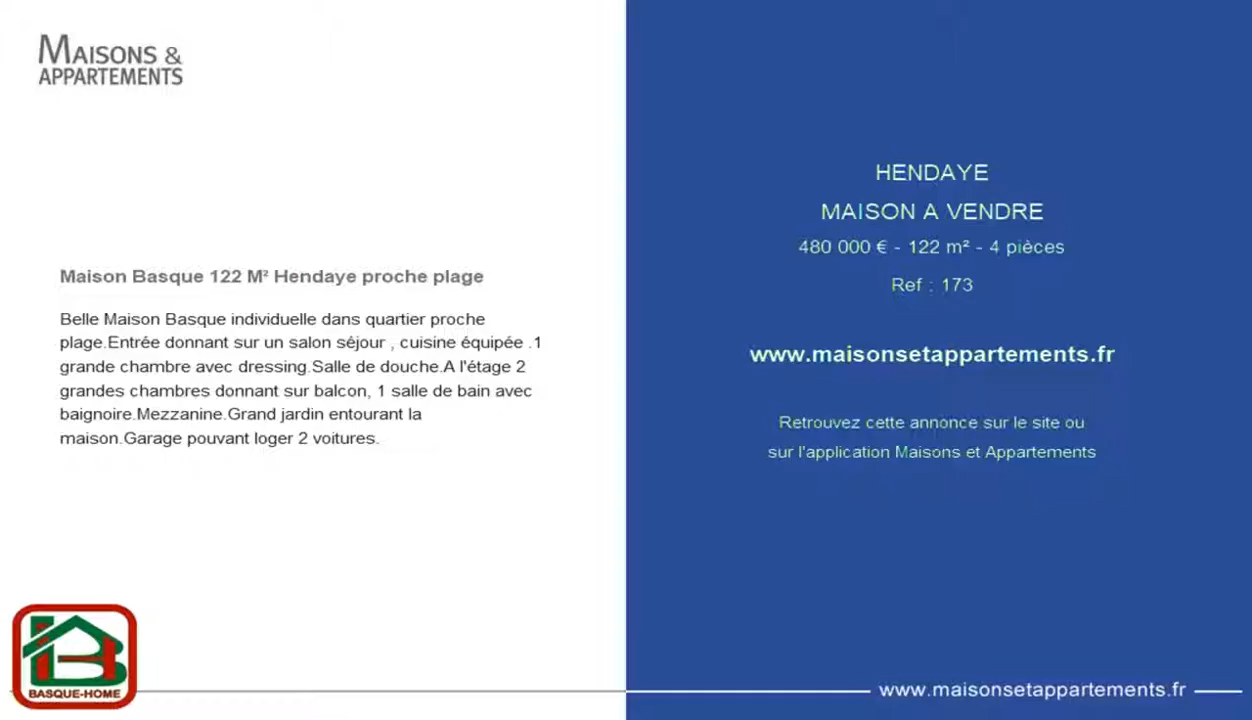 MAISONS &
APPARTEMENTS
Maison Basque 122 M² Hendaye proche plage
Belle Maison Basque individuelle dans quartier proche
plage.Entrée donnant sur un salon séjour , cuisine équipée .1
grande chambre avec dressing.Salle de douche.A l'étage 2
grandes chambres donnant sur balcon, 1 salle de bain avec
baignoire.Mezzanine.Grand jardin entourant la
maison.Garage pouvant loger 2 voitures.
BASQUE-HOME
HENDAYE
MAISON A VENDRE
480 000 € - 122 m² - 4 pièces
Ref : 173
www.maisonsetappartements.fr
Retrouvez cette annonce sur le site ou
sur l'application Maisons et Appartements
www.maisonsetappartements.fr